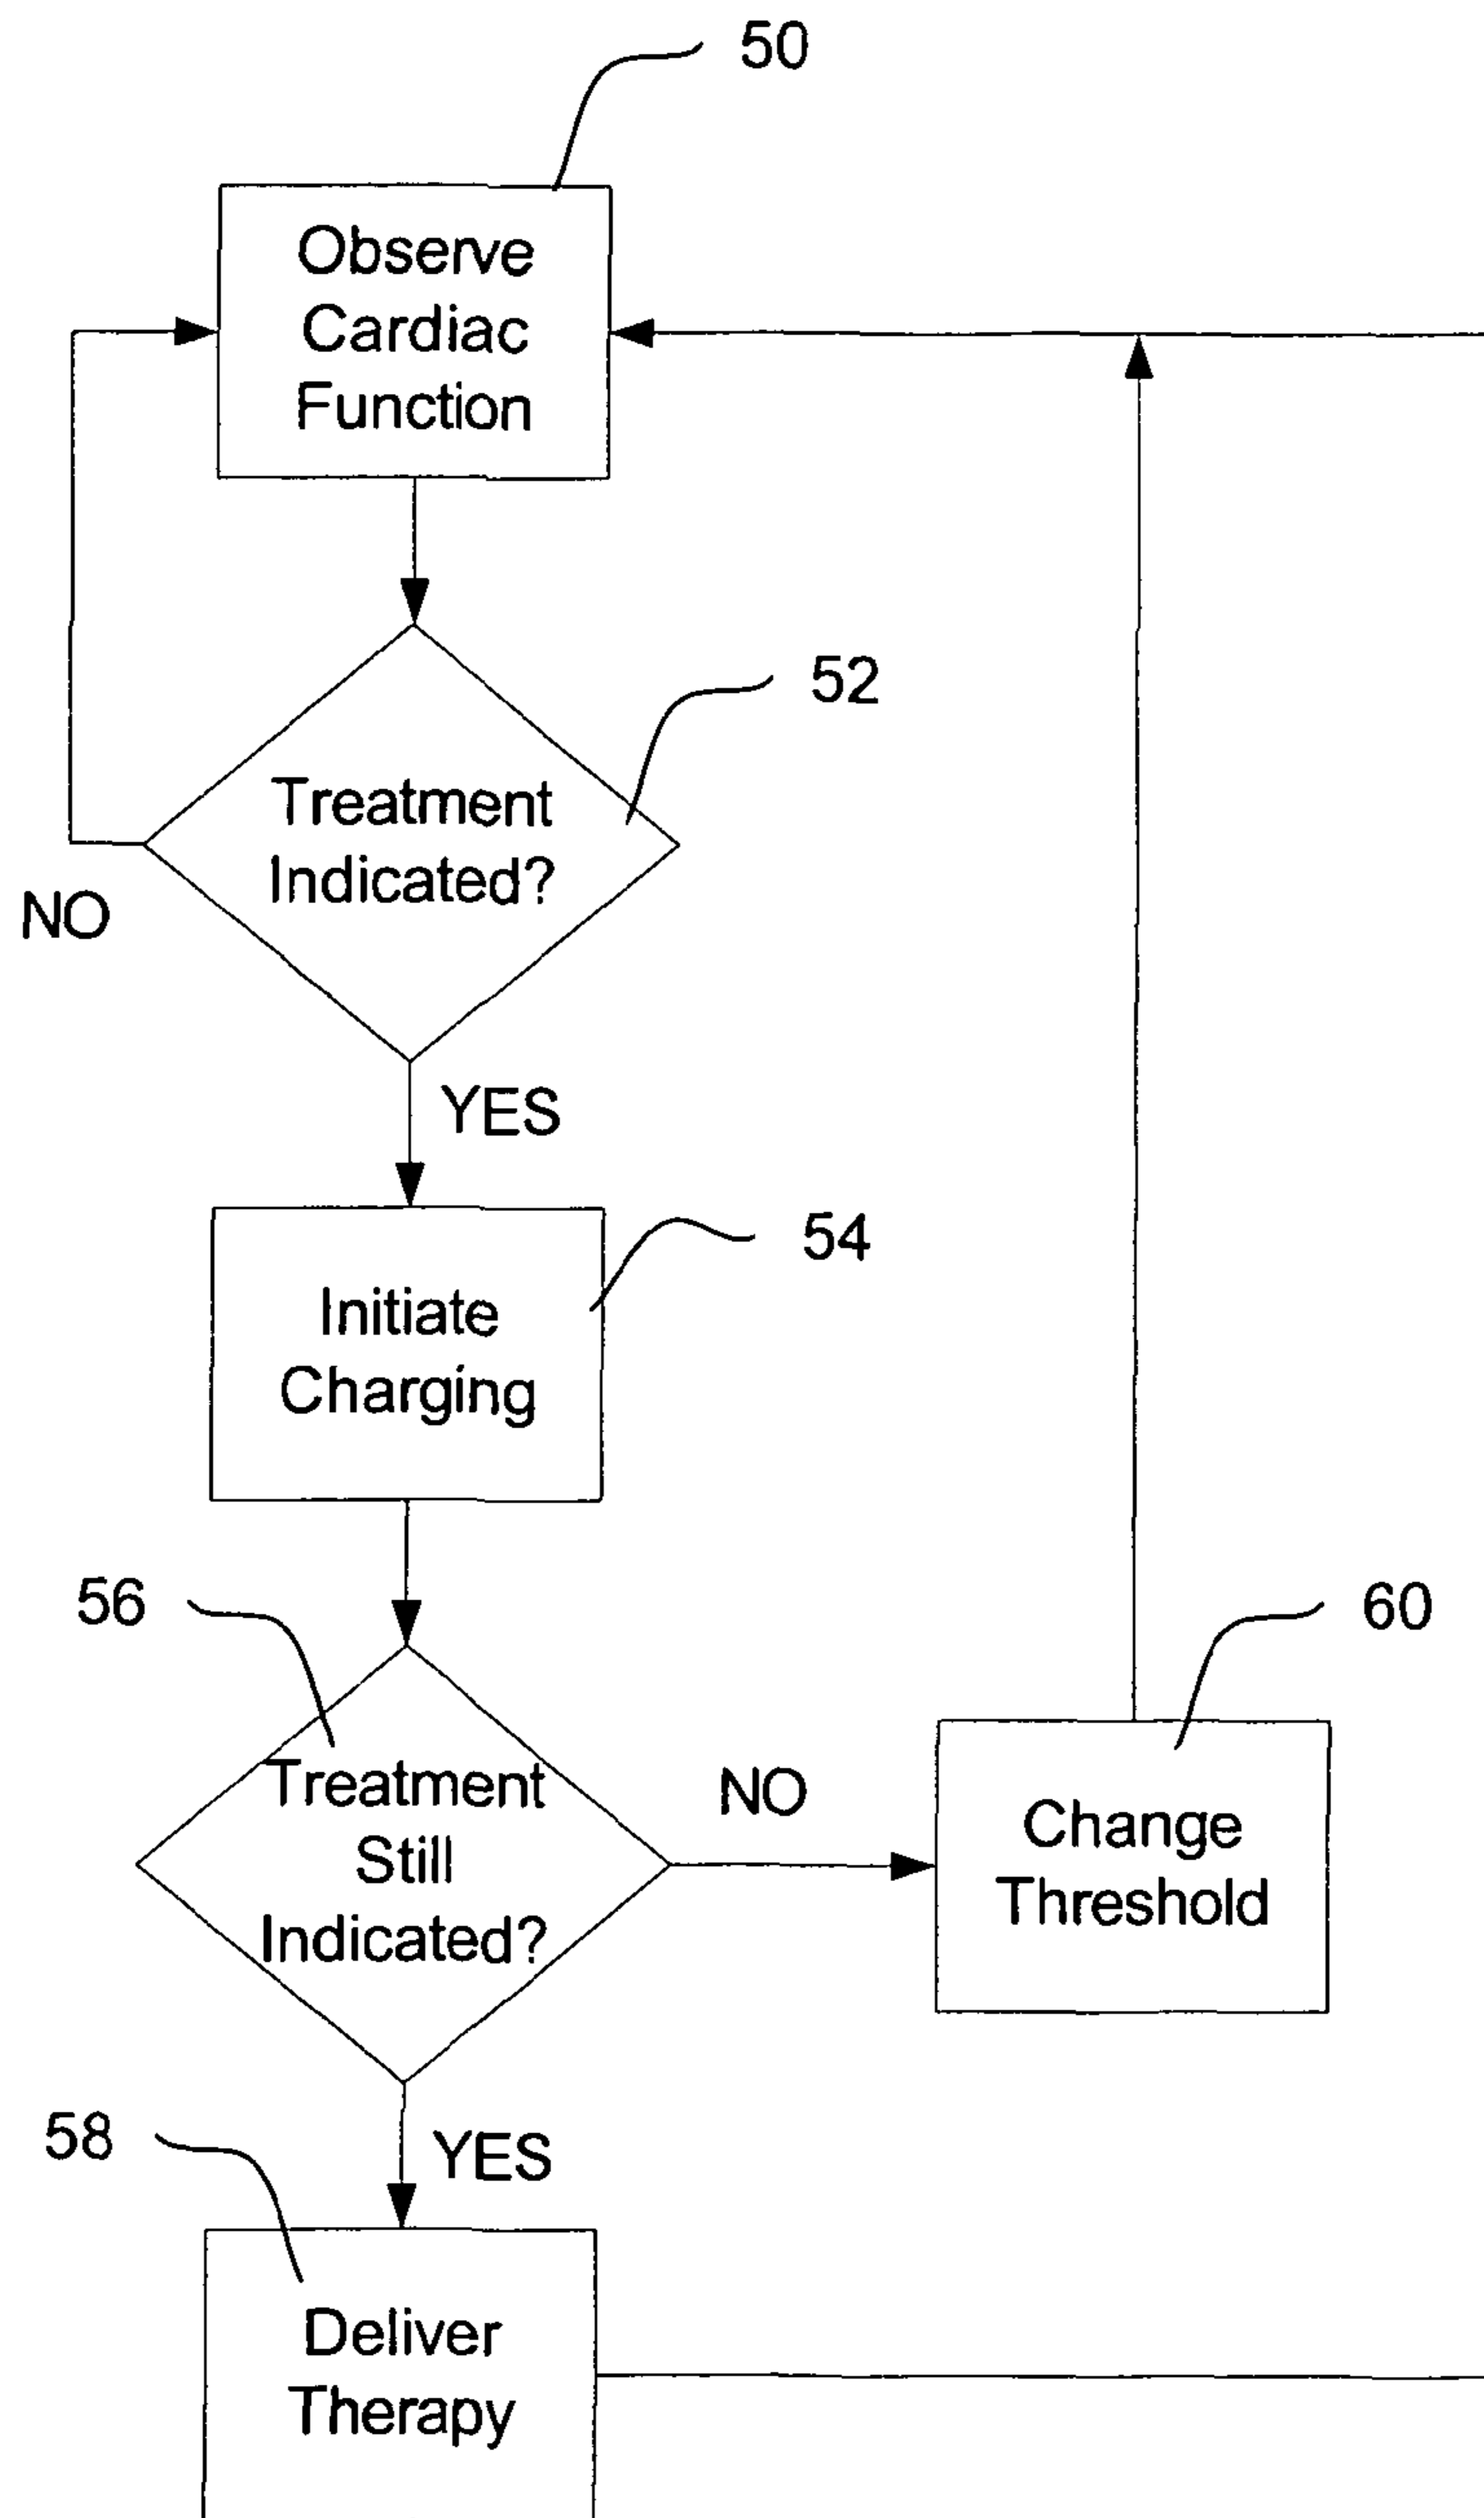 50
Observe
Cardiac
Function
52
Treatment
Indicated?
NO
YES
54
Initiate
Charging
56
60
Treatment
Still
Indicated?
NO
Change
Threshold
58
YES
Deliver
Therapy